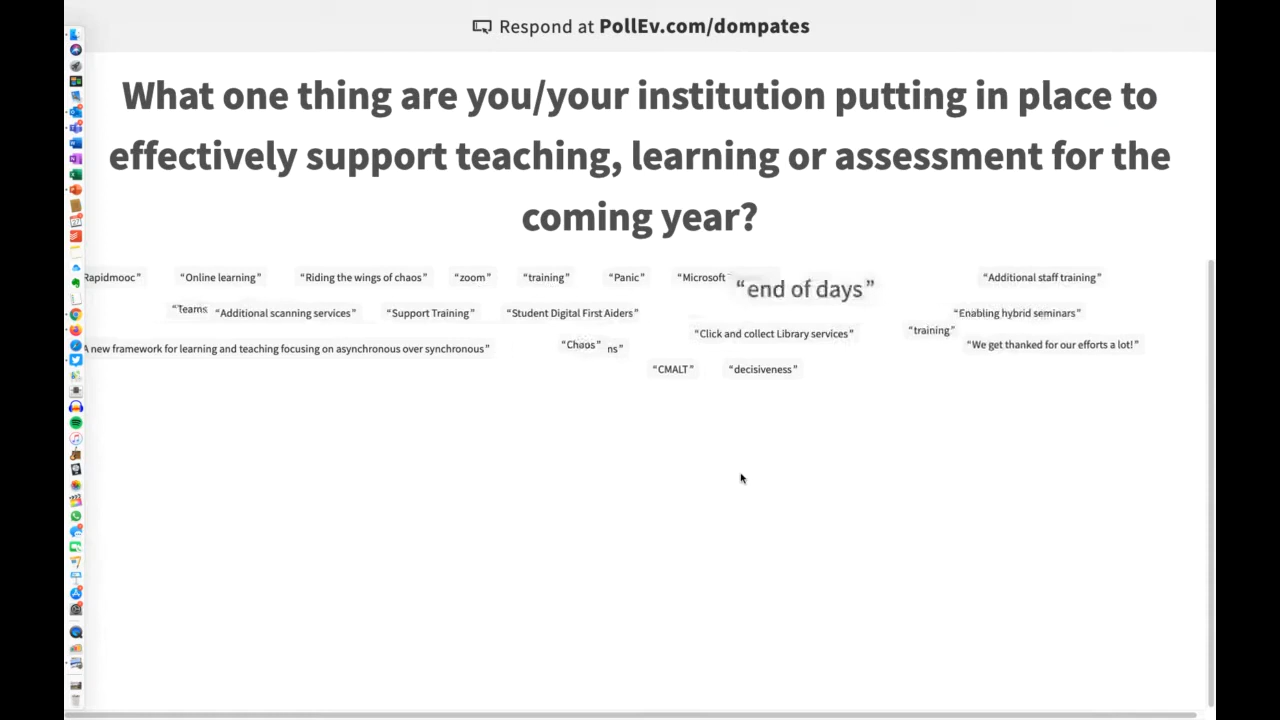 Respond at PollEv.com/dompates
What one thing are you/your institution putting in place to
effectively support teaching, learning or assessment for the
coming year?
Rapidmooc”
“Online learning”
“Riding the wings of chaos”
“zoom”
“training”
“Panic”
“Microsoft
“end of days”
“Additional staff training”
“Teams
“Additional scanning services”
“Support Training”
“Student Digital First Aiders”
“Enabling hybrid seminars”
“Click and collect Library services”
“training”
A new framework for learning and teaching focusing on asynchronous over synchronous”
“Chaos”
ns”
“We get thanked for our efforts a lot!”
“CMALT”
“decisiveness”